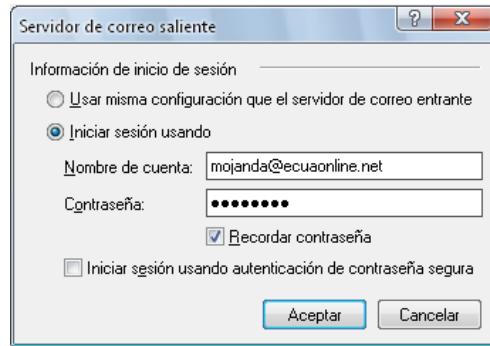 Servidor de correo saliente
Información de inicio de sesión
Usar misma configuración que el servidor de correo entrante
Iniciar sesión usando
Nombre de cuenta: mojanda@ecuaonline.net
Contraseña: ●●●●●●●●
Recordar contraseña
Iniciar sesión usando autenticación de contraseña segura
Aceptar Cancelar